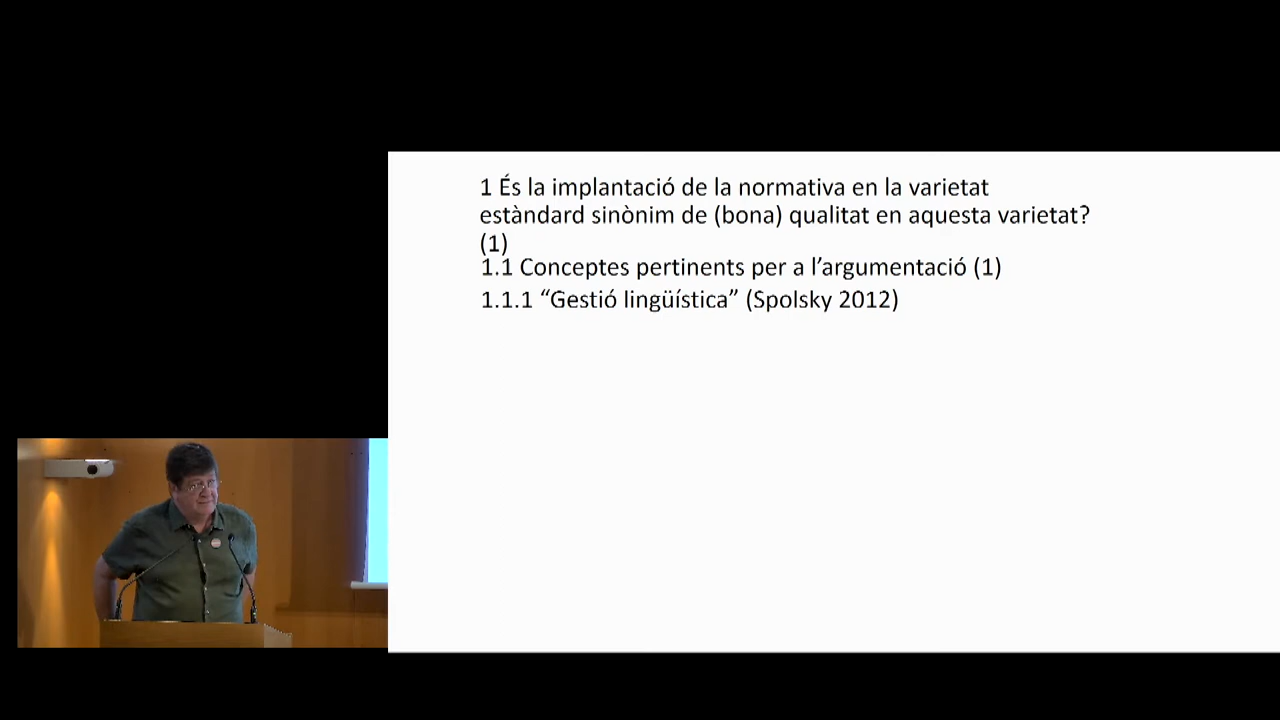 1 És la implantació de la normativa en la varietat
estàndard sinònim de (bona) qualitat en aquesta varietat?
(1)
1.1 Conceptes pertinents per a l’argumentació (1)
1.1.1 “Gestió lingüística” (Spolsky 2012)